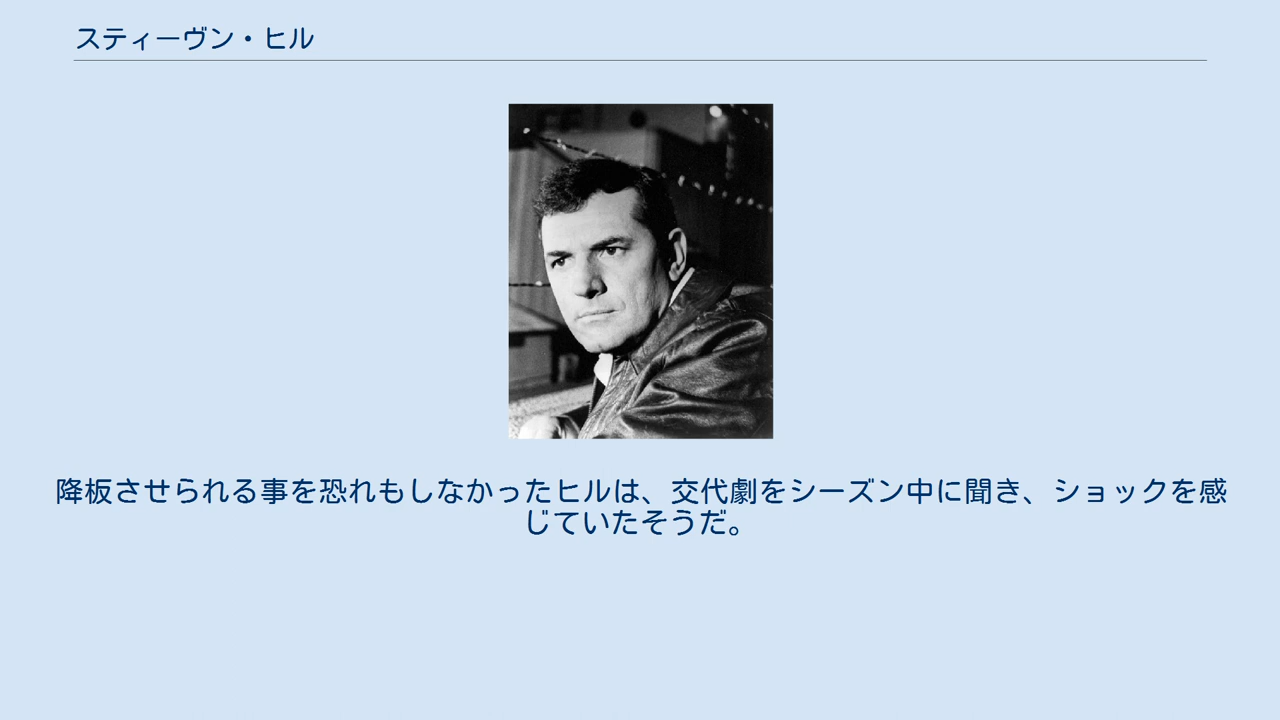 スティーヴン・ヒル
降板させられる事を恐れもしなかったヒルは、交代劇をシーズン中に聞き、ショックを感
じていたそうだ。